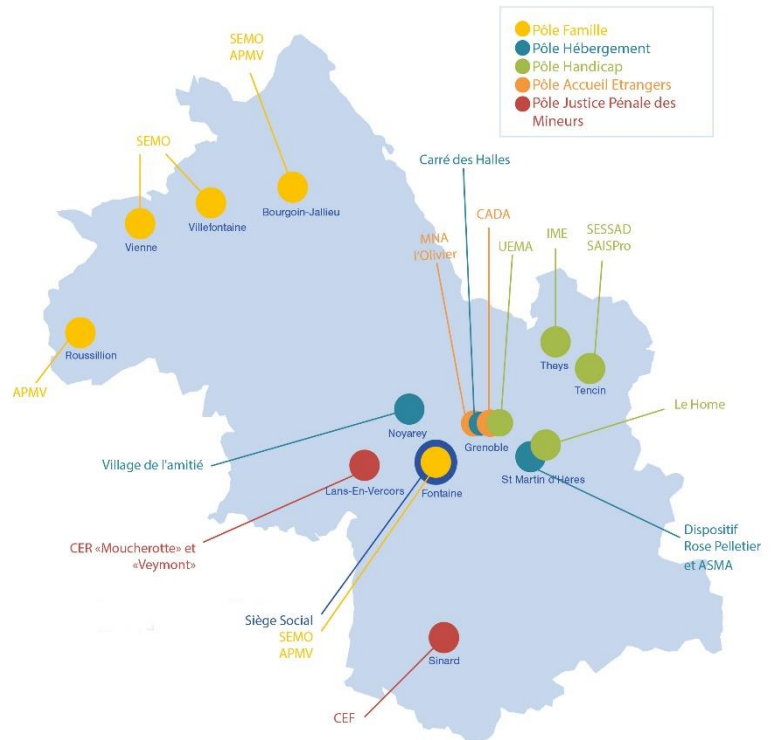 SEMO
APMV
Pôle Famille
Pôle Hébergement
Pôle Handicap
Pôle Accueil Etrangers
Pôle Justice Pénale des
Mineurs
SEMO
Carré des Halles
Bourgoin-Jallieu
Villefontaine
Vienne
CADA
MNA
l'Olivier
UEMA
IME
SESSAD
SAISPro
Roussillion
APMV
Theys
Tencin
Le Home
Noyarey
Grenoble
Village de l'amitié
Lans-En-Vercors
Fontaine
St Martin d'Hères
Dispositif
Rose Pelletier
et ASMA
CER «Moucherotte» et
«Veymont»
Siège Social
SEMO
APMV
Sinard
CEF